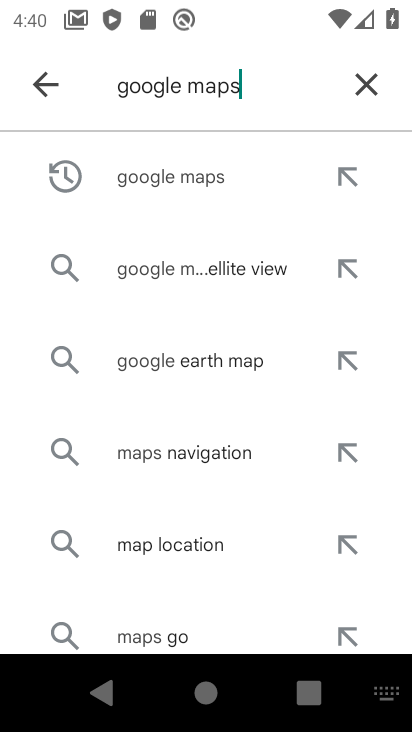 4:40
google maps
google maps
google m...ellite view
google earth map
maps navigation
map location
maps go